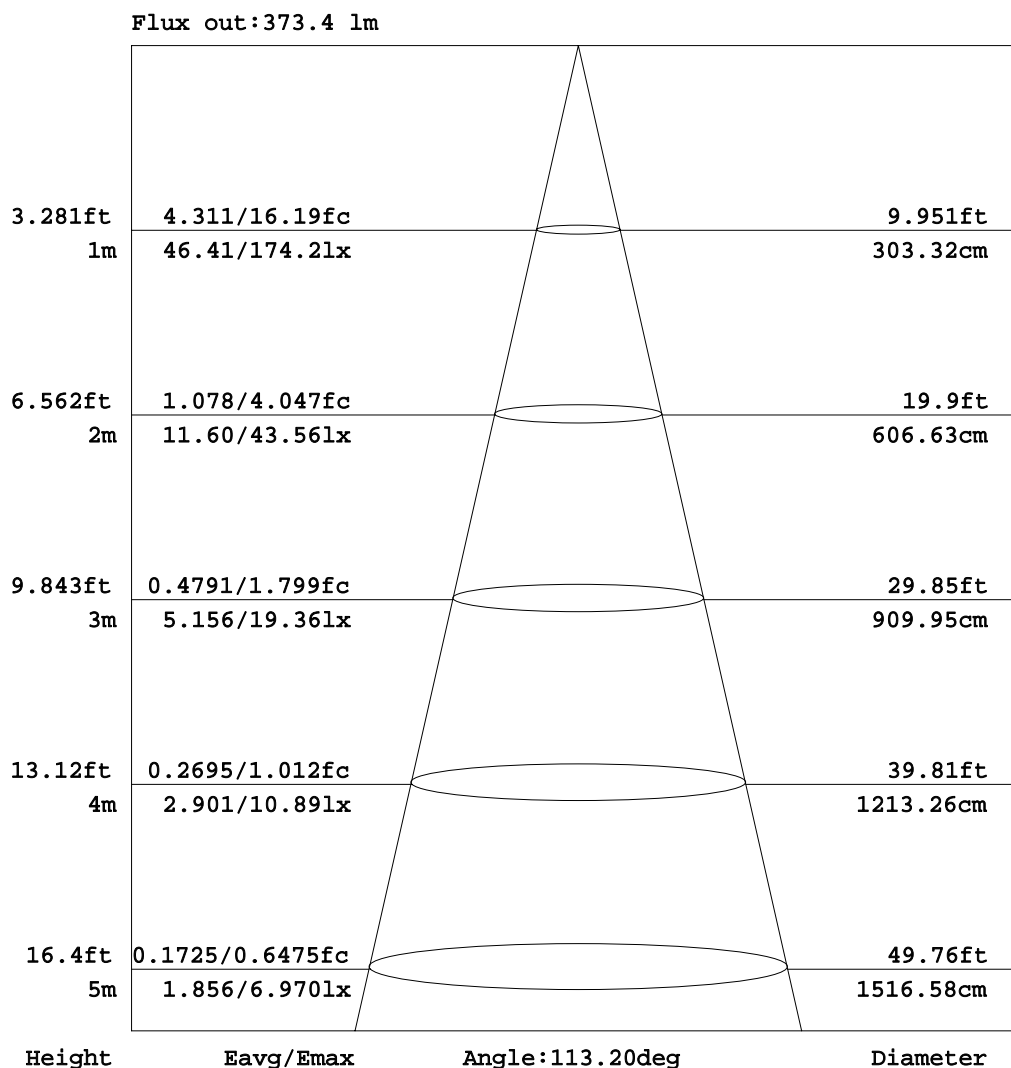 Flux out:373.4 lm
3.281ft 4.311/16.19fc 9.951ft
1m 46.41/174.2lx 303.32cm
6.562ft 1.078/4.047fc 19.9ft
2m 11.60/43.56lx 606.63cm
9.843ft 0.4791/1.799fc 29.85ft
3m 5.156/19.36lx 909.95cm
13.12ft 0.2695/1.012fc 39.81ft
4m 2.901/10.89lx 1213.26cm
16.4ft 0.1725/0.6475fc 49.76ft
5m 1.856/6.970lx 1516.58cm
Height Eavg/Emax Angle:113.20deg Diameter